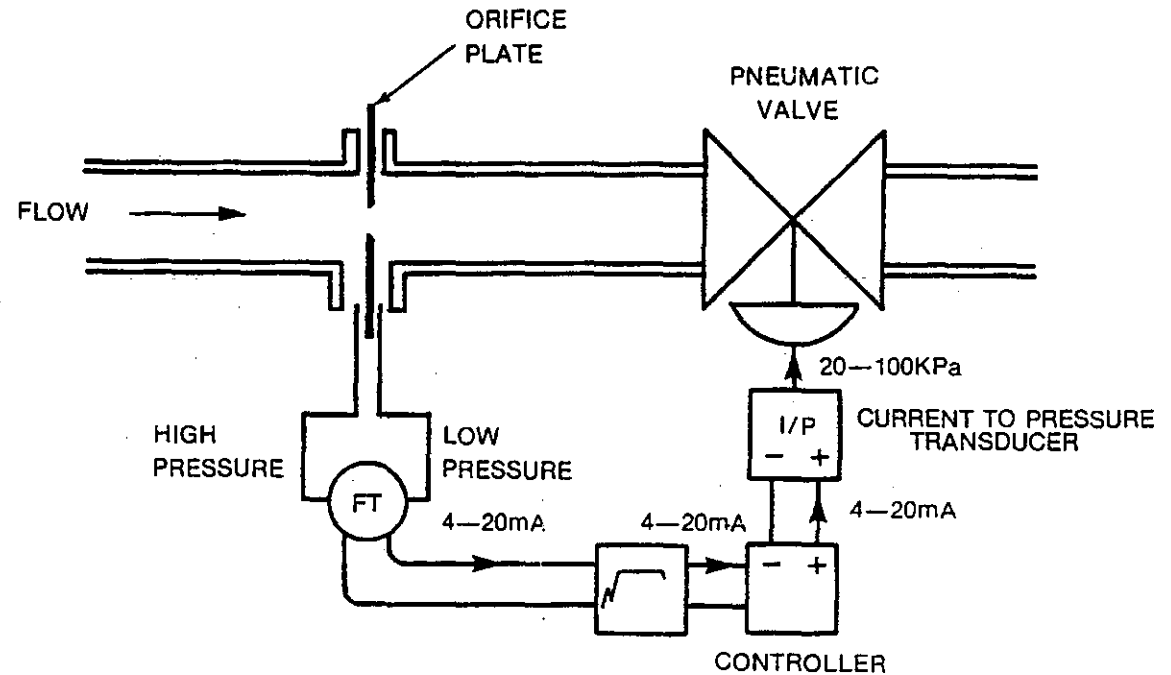 ORIFICE
PLATE
PNEUMATIC
VALVE
FLOW
20—100KPa
I/P
- +
CURRENT TO PRESSURE
TRANSDUCER
HIGH
PRESSURE
LOW
PRESSURE
FT
4—20mA
4—20mA
4—20mA
√
- +
CONTROLLER